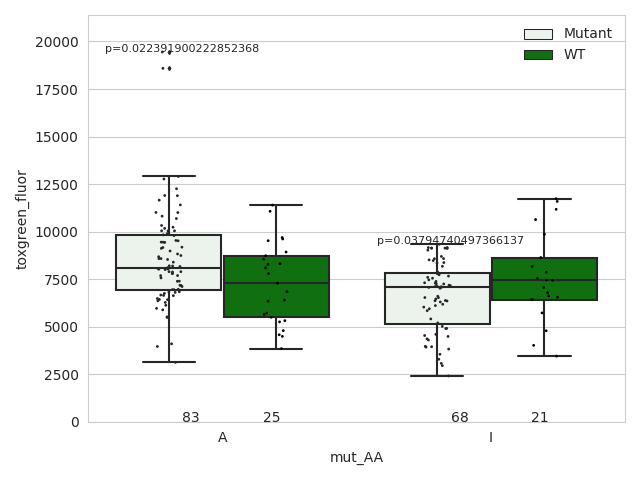 Mutant
WT
p=0.022391900222852368
p=0.03794740497366137
20000
17500
15000
12500
10000
7500
5000
2500
0
toxgreen_fluor
83 25 68 21
A I
mut_AA